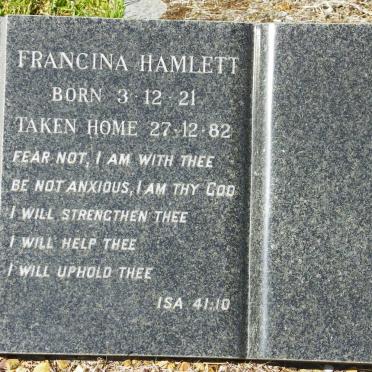 FRANCINA HAMLETT
BORN 3·12·21
TAKEN HOME 27·12·82
FEAR NOT, I AM WITH THEE
BE NOT ANXIOUS, I AM THY GOD
I WILL STRENGTHEN THEE
I WILL HELP THEE
I WILL UPHOLD THEE
ISA 41:10